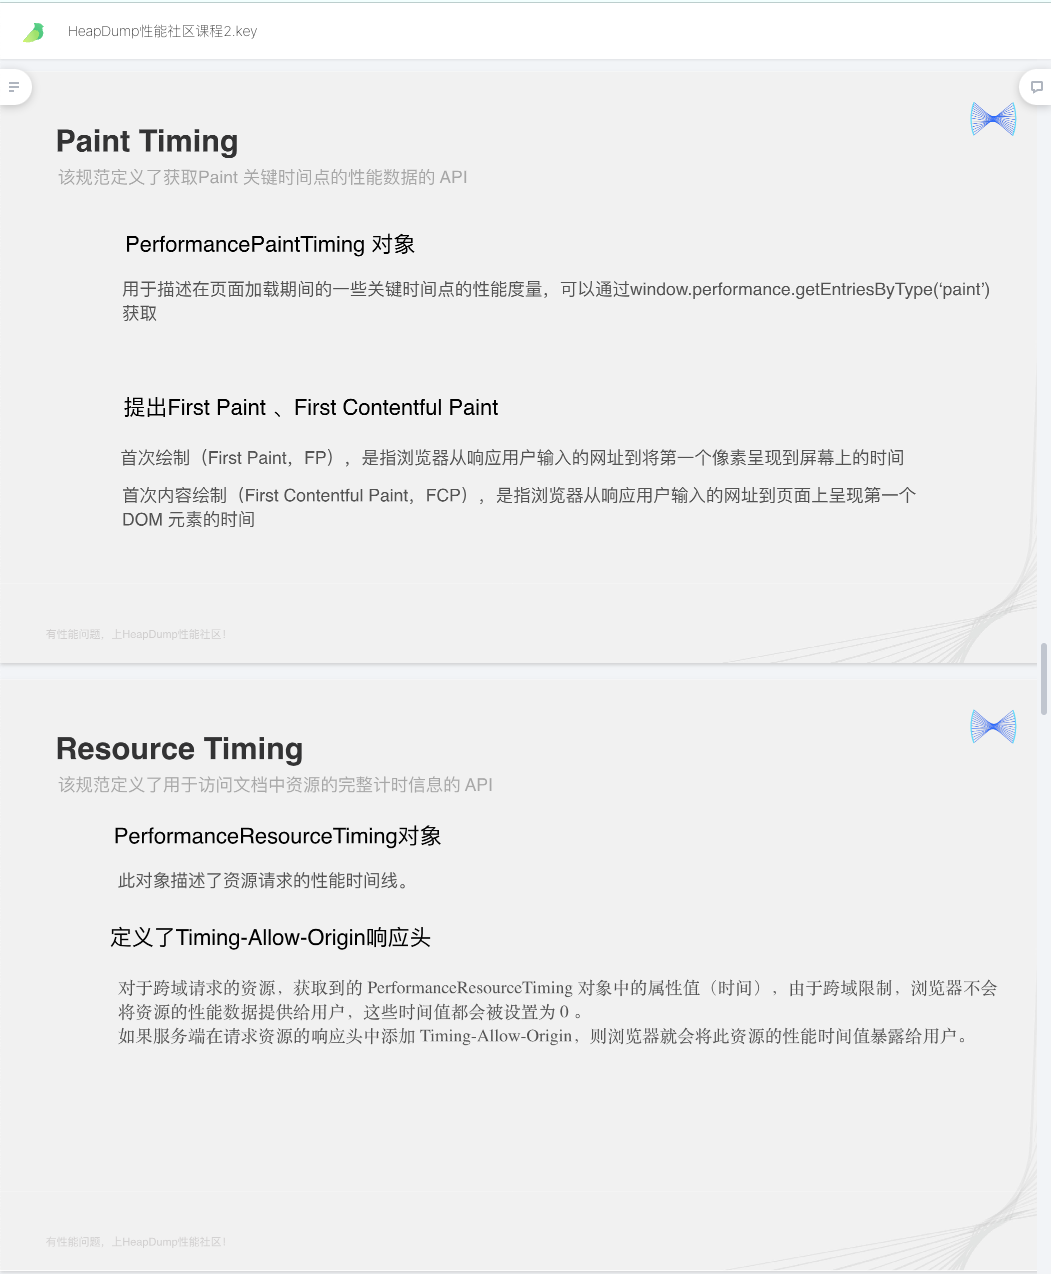 HeapDump性能社区课程2.key
Paint Timing
该规范定义了获取Paint 关键时间点的性能数据的 API
PerformancePaintTiming 对象
用于描述在页面加载期间的一些关键时间点的性能度量，可以通过window.performance.getEntriesByType(‘paint’)
获取
提出First Paint 、First Contentful Paint
首次绘制（First Paint，FP），是指浏览器从响应用户输入的网址到将第一个像素呈现到屏幕上的时间
首次内容绘制（First Contentful Paint，FCP），是指浏览器从响应用户输入的网址到页面上呈现第一个
DOM 元素的时间
有性能问题，上HeapDump性能社区！
Resource Timing
该规范定义了用于访问文档中资源的完整计时信息的 API
PerformanceResourceTiming对象
此对象描述了资源请求的性能时间线。
定义了Timing-Allow-Origin响应头
对于跨域请求的资源，获取到的 PerformanceResourceTiming 对象中的属性值（时间），由于跨域限制，浏览器不会
将资源的性能数据提供给用户，这些时间值都会被设置为 0 。
如果服务端在请求资源的响应头中添加 Timing-Allow-Origin，则浏览器就会将此资源的性能时间值暴露给用户。
有性能问题，上HeapDump性能社区！